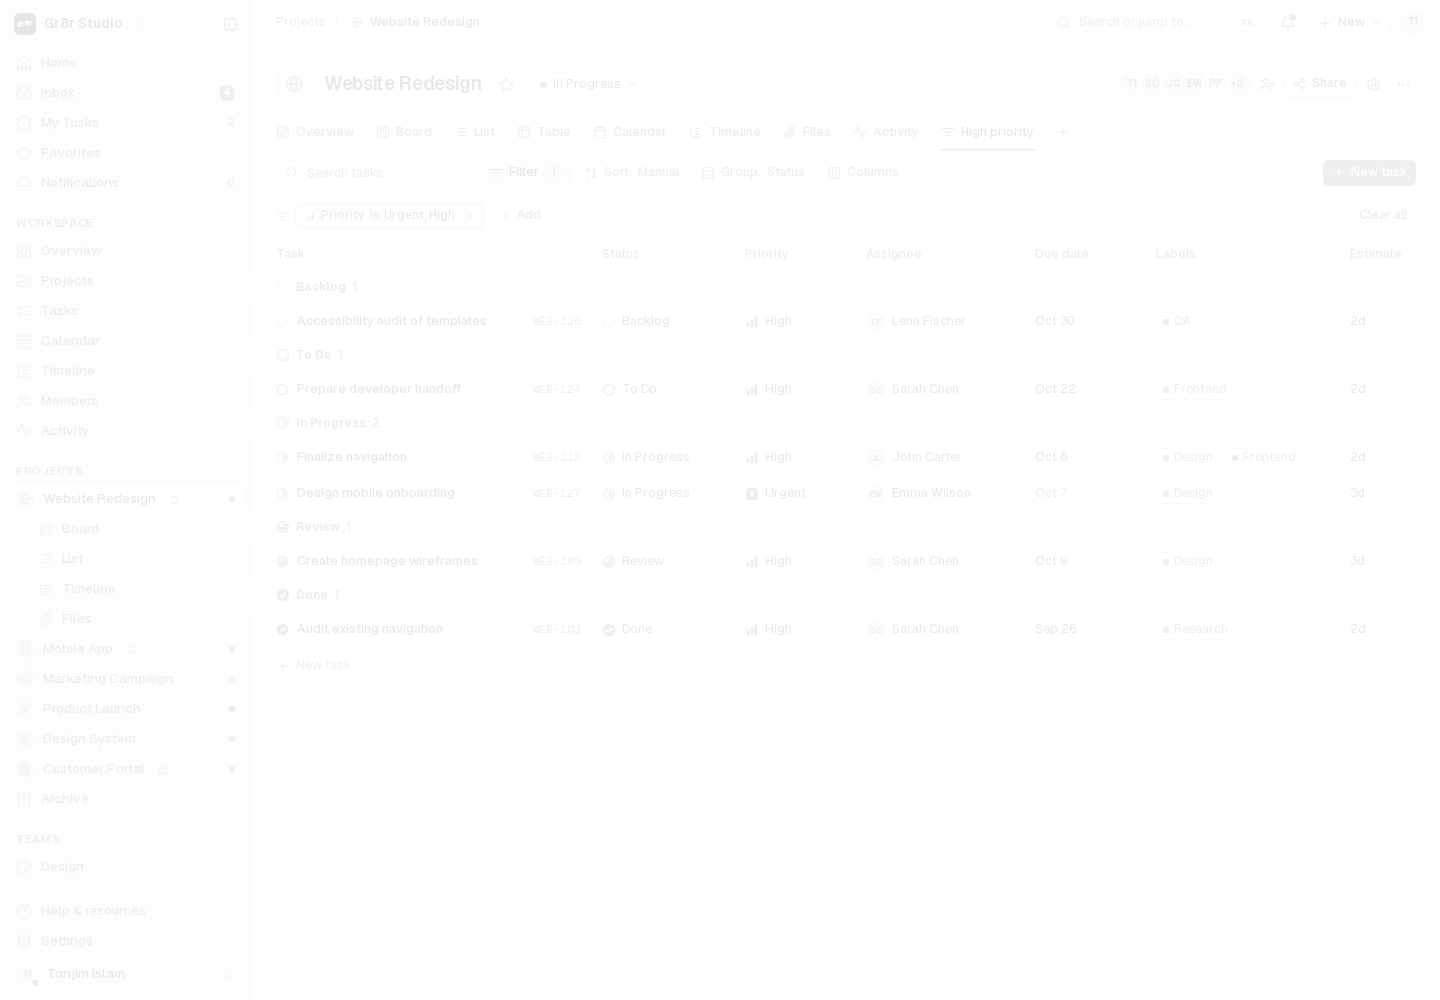 Gr8r Studio
Home
Inbox 4
My Tasks 2
Favorites
Notifications 6
WORKSPACE
Overview
Projects
Tasks
Calendar
Timeline
Members
Activity
PROJECTS
Website Redesign
Board
List
Timeline
Files
Mobile App
Marketing Campaign
Product Launch
Design System
Customer Portal
Archive
TEAMS
Design
Help & resources
Settings
TI Tanjim Islam
Projects / Website Redesign
Search or jump to... ⌘K
New
TI
Website Redesign In Progress
TI SC JC EW PP +2 Share
Overview Board List Table Calendar Timeline Files Activity High priority
Search tasks Filter 1 Sort: Manual Group: Status Columns New task
Priority is Urgent, High × + Add Clear all
Task Status Priority Assignee Due date Labels Estimate
Backlog 1
Accessibility audit of templates WEB-136 Backlog High LF Lena Fischer Oct 30 QA 2d
To Do 1
Prepare developer handoff WEB-124 To Do High SC Sarah Chen Oct 22 Frontend 2d
In Progress 2
Finalize navigation WEB-112 In Progress High JC John Carter Oct 8 Design Frontend 2d
Design mobile onboarding WEB-127 In Progress Urgent EW Emma Wilson Oct 7 Design 3d
Review 1
Create homepage wireframes WEB-109 Review High SC Sarah Chen Oct 9 Design 3d
Done 1
Audit existing navigation WEB-103 Done High SC Sarah Chen Sep 26 Research 2d
+ New task